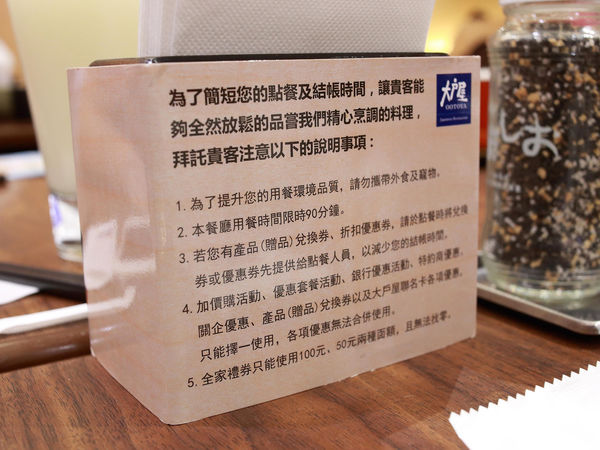 為了簡短您的點餐及結帳時間，讓貴客能
夠全然放鬆的品嘗我們精心烹調的料理，
拜託貴客注意以下的說明事項：
大戶屋
OOTOYA
Japanese Restaurant
1. 為了提升您的用餐環境品質，請勿攜帶外食及寵物。
2. 本餐廳用餐時間限時90分鐘。
3. 若您有產品(贈品)兌換券、折扣優惠券，請於點餐時將兌換
券或優惠券先提供給點餐人員，以減少您的結帳時間。
4. 加價購活動、優惠套餐活動、銀行優惠活動、特約商優惠、
關企優惠、產品(贈品)兌換券以及大戶屋聯名卡各項優惠，
只能擇一使用，各項優惠無法合併使用。
5. 全家禮券只能使用100元、50元兩種面額，且無法找零。
しお